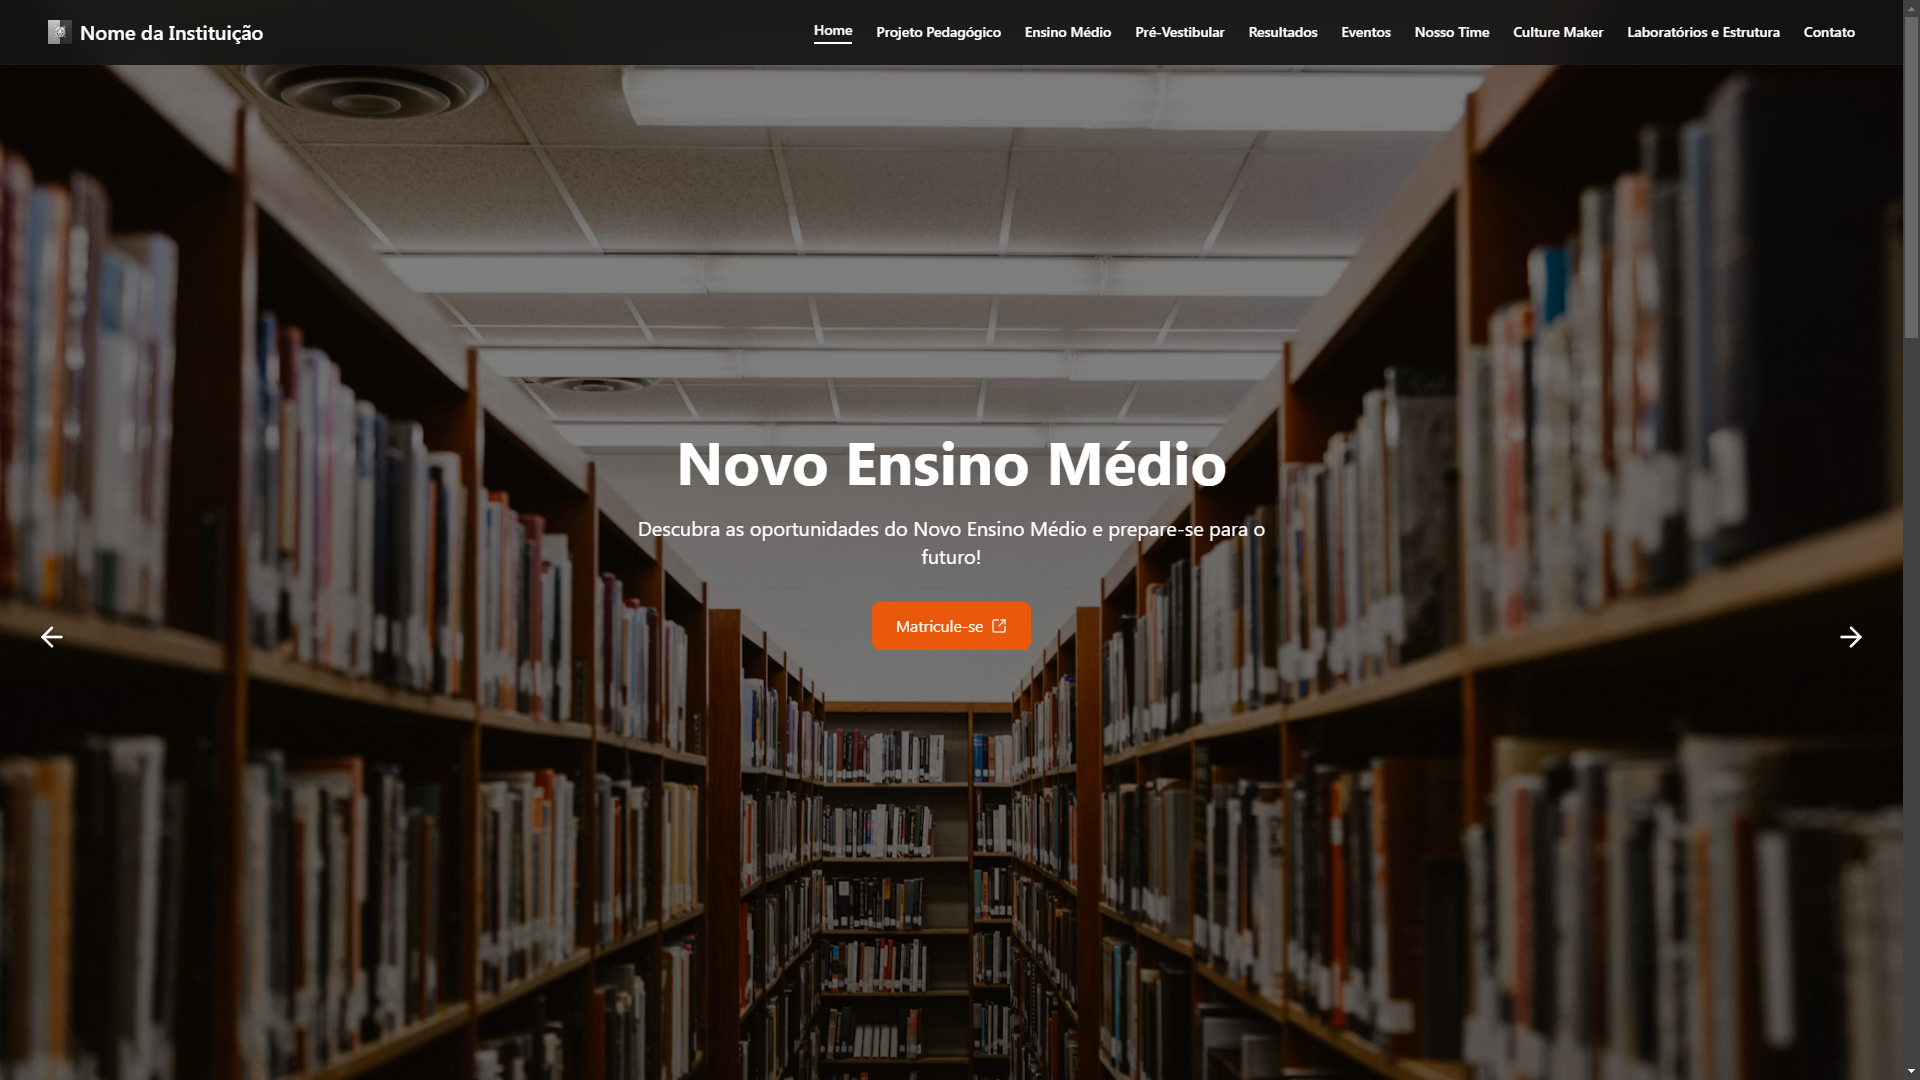 Nome da Instituição
Home
Projeto Pedagógico
Ensino Médio
Pré-Vestibular
Resultados
Eventos
Nosso Time
Culture Maker
Laboratórios e Estrutura
Contato
Novo Ensino Médio
Descubra as oportunidades do Novo Ensino Médio e prepare-se para o
futuro!
Matricule-se